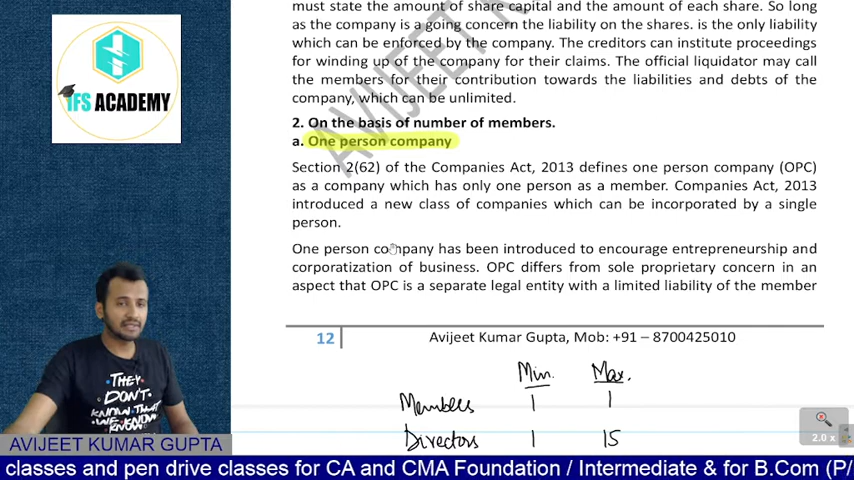 must state the amount of share capital and the amount of each share. So long
as the company is a going concern the liability on the shares. is the only liability
which can be enforced by the company. The creditors can institute proceedings
for winding up of the company for their claims. The official liquidator may call
the members for their contribution towards the liabilities and debts of the
company, which can be unlimited.
2. On the basis of number of members.
a. One person company
Section 2(62) of the Companies Act, 2013 defines one person company (OPC)
as a company which has only one person as a member. Companies Act, 2013
introduced a new class of companies which can be incorporated by a single
person.
One person company has been introduced to encourage entrepreneurship and
corporatization of business. OPC differs from sole proprietary concern in an
aspect that OPC is a separate legal entity with a limited liability of the member
12 Avijeet Kumar Gupta, Mob: +91 – 8700425010
Min. Max.
Members 1 1
Directors 1 15
IFS ACADEMY
AVIJEET K
THEY
DON'T
KNOW THAT
WE KNOW
AVIJEET KUMAR GUPTA
2.0 x
classes and pen drive classes for CA and CMA Foundation / Intermediate & for B.Com (P/